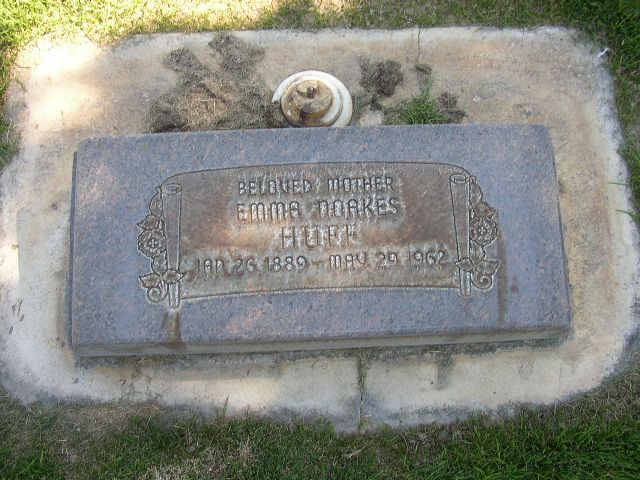 BELOVED MOTHER
EMMA NOAKES
HUFF
JAN. 26 1889 - MAY 29 1962